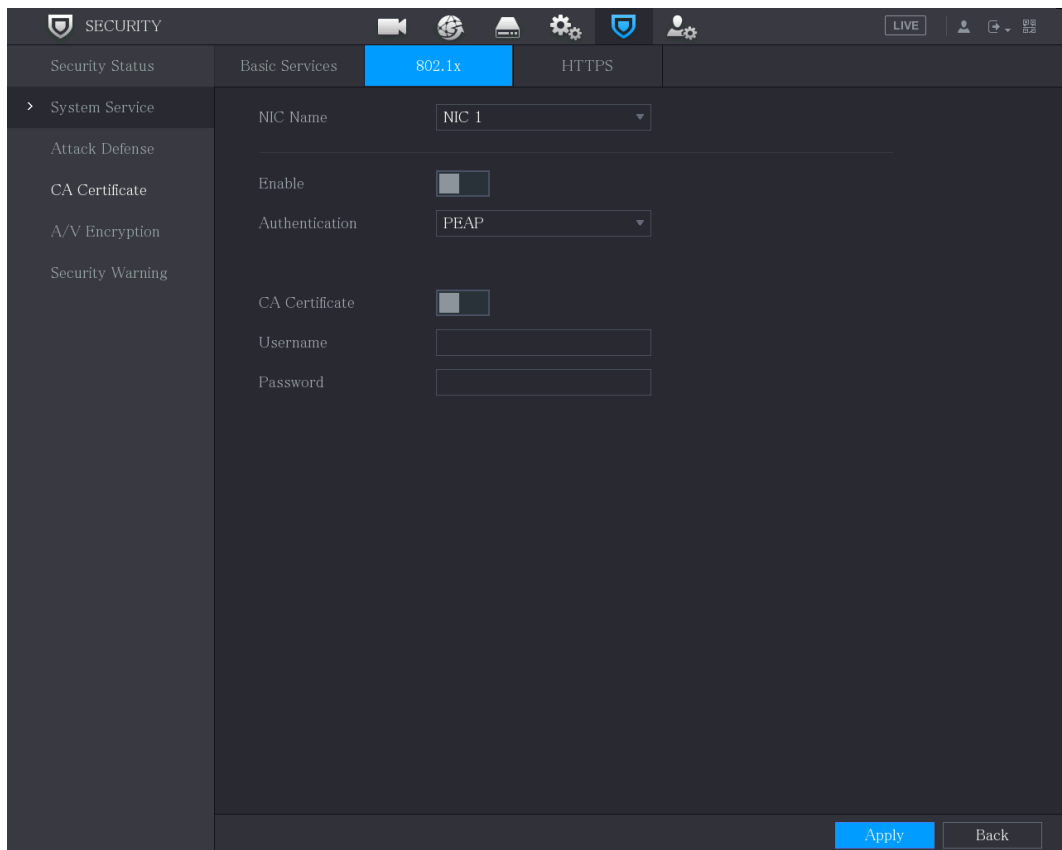 SECURITY
LIVE
Security Status
System Service
Attack Defense
CA Certificate
A/V Encryption
Security Warning
Basic Services 802.1x HTTPS
NIC Name NIC 1
Enable
Authentication PEAP
CA Certificate
Username
Password
Apply Back